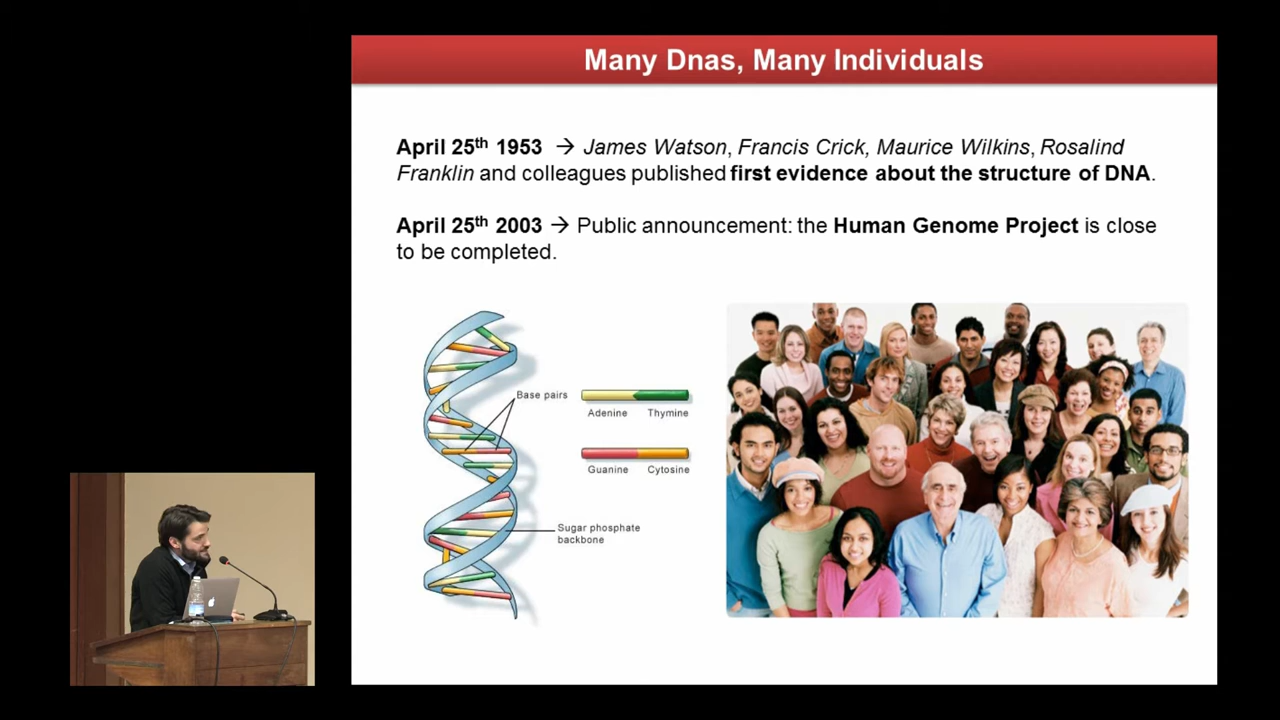 Many Dnas, Many Individuals
April 25th 1953 → James Watson, Francis Crick, Maurice Wilkins, Rosalind
Franklin and colleagues published first evidence about the structure of DNA.
April 25th 2003 → Public announcement: the Human Genome Project is close
to be completed.
Base pairs
Adenine Thymine
Guanine Cytosine
Sugar phosphate
backbone